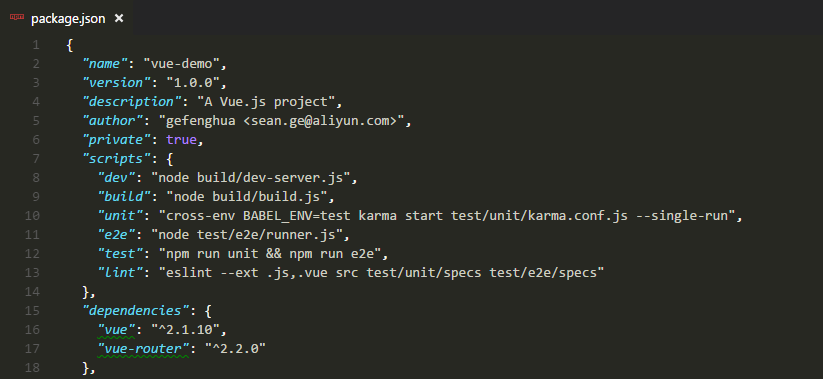 package.json ×
1 {
2 "name": "vue-demo",
3 "version": "1.0.0",
4 "description": "A Vue.js project",
5 "author": "gefenghua <sean.ge@aliyun.com>",
6 "private": true,
7 "scripts": {
8 "dev": "node build/dev-server.js",
9 "build": "node build/build.js",
10 "unit": "cross-env BABEL_ENV=test karma start test/unit/karma.conf.js --single-run",
11 "e2e": "node test/e2e/runner.js",
12 "test": "npm run unit && npm run e2e",
13 "lint": "eslint --ext .js,.vue src test/unit/specs test/e2e/specs"
14 },
15 "dependencies": {
16 "vue": "^2.1.10",
17 "vue-router": "^2.2.0"
18 },